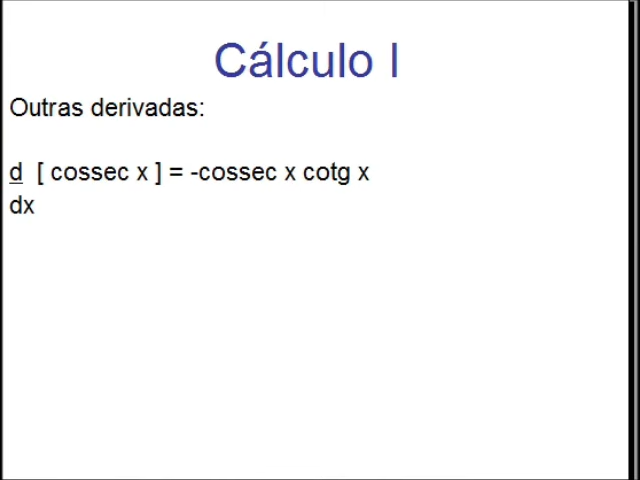 Cálculo I
Outras derivadas:
d [ cossec x ] = -cossec x cotg x
dx